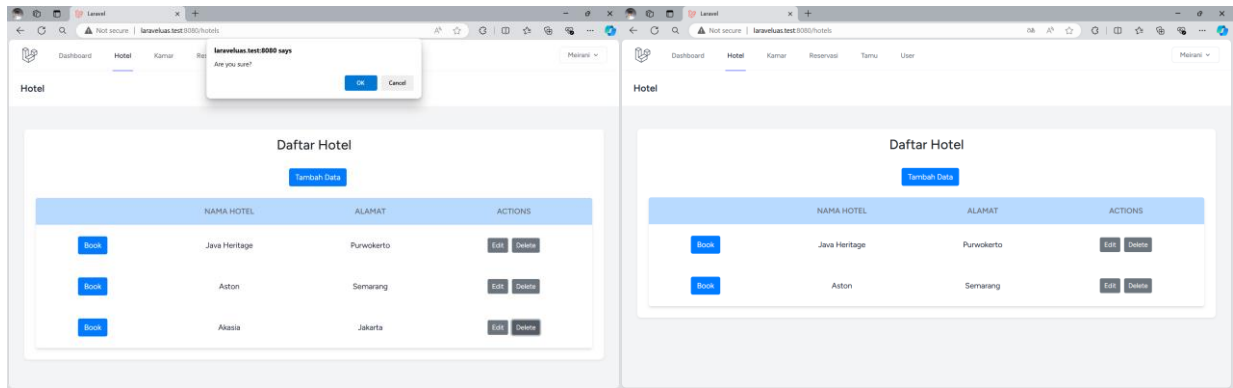 Laravel
Not secure | laraveluas.test:8080/hotels
Dashboard Hotel Kamar Res
Meirani
laraveluas.test:8080 says
Are you sure?
OK Cancel
Hotel
Daftar Hotel
Tambah Data
NAMA HOTEL ALAMAT ACTIONS
Book Java Heritage Purwokerto Edit Delete
Book Aston Semarang Edit Delete
Book Akasia Jakarta Edit Delete
Laravel
Not secure | laraveluas.test:8080/hotels
Dashboard Hotel Kamar Reservasi Tamu User Meirani
Hotel
Daftar Hotel
Tambah Data
NAMA HOTEL ALAMAT ACTIONS
Book Java Heritage Purwokerto Edit Delete
Book Aston Semarang Edit Delete